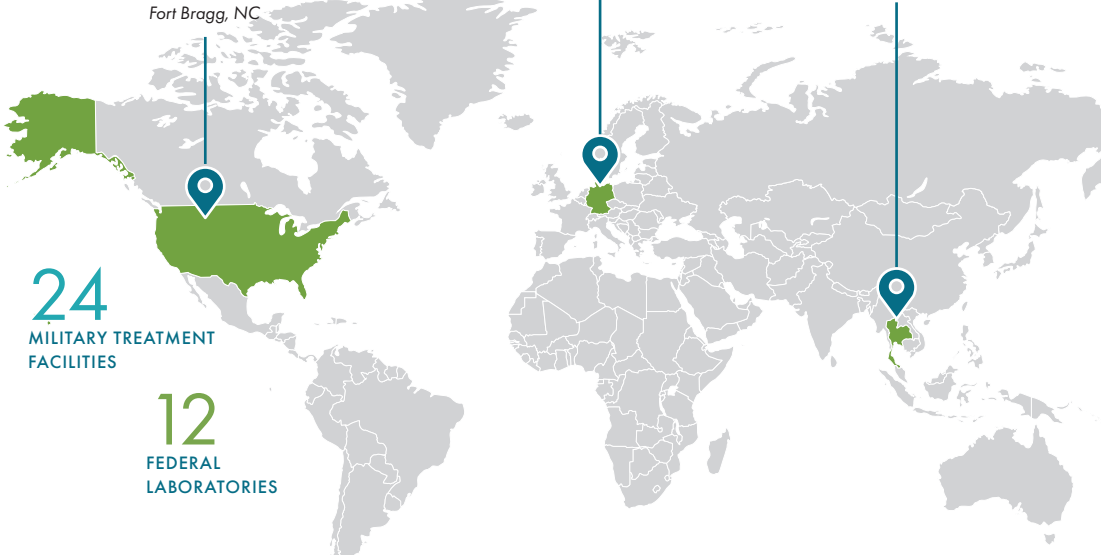 Fort Bragg, NC
24
MILITARY TREATMENT
FACILITIES
12
FEDERAL
LABORATORIES